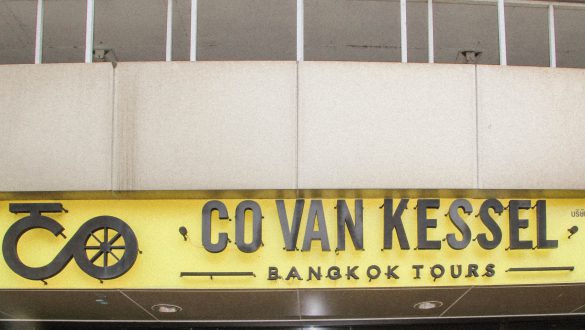 CO VAN KESSEL
BANGKOK TOURS